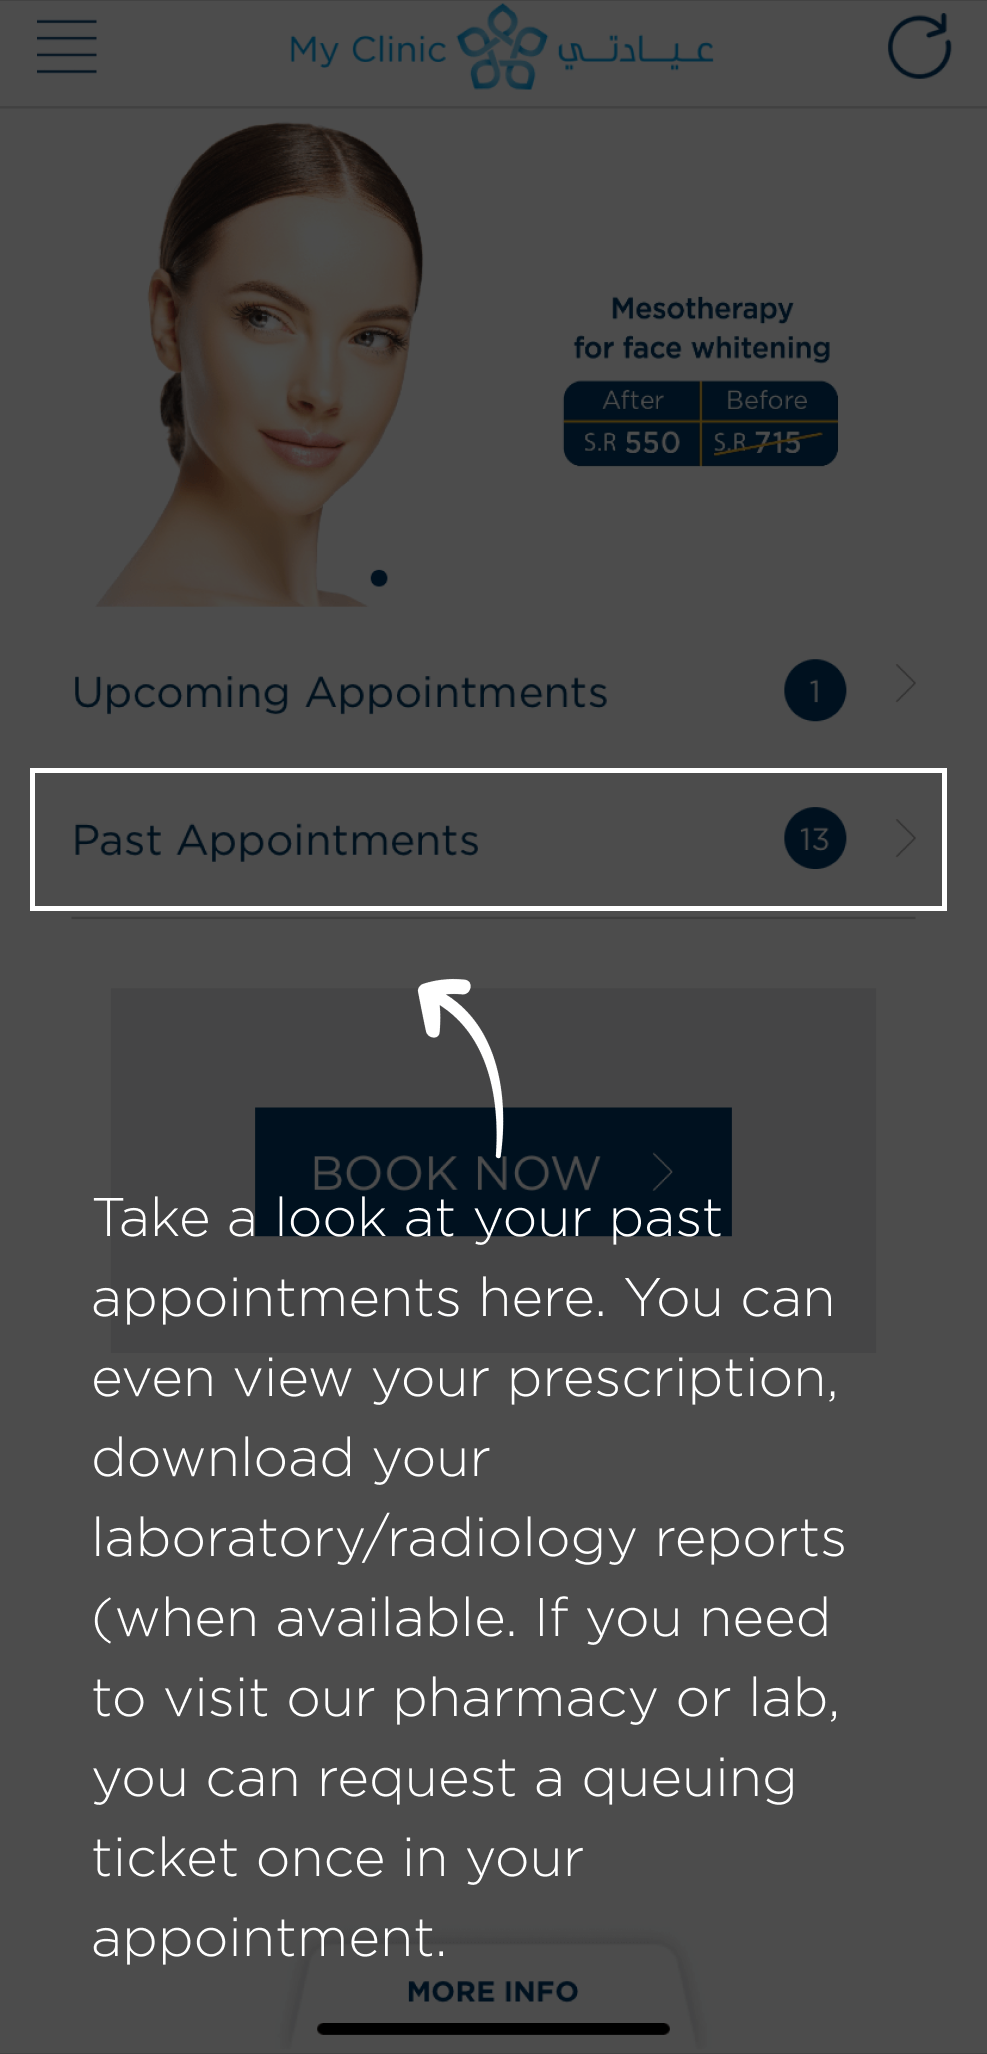 My Clinic عيادتي
Mesotherapy
for face whitening
After Before
S.R 550 S.R 715
Upcoming Appointments 1
Past Appointments 13
BOOK NOW
Take a look at your past
appointments here. You can
even view your prescription,
download your
laboratory/radiology reports
(when available. If you need
to visit our pharmacy or lab,
you can request a queuing
ticket once in your
appointment.
MORE INFO